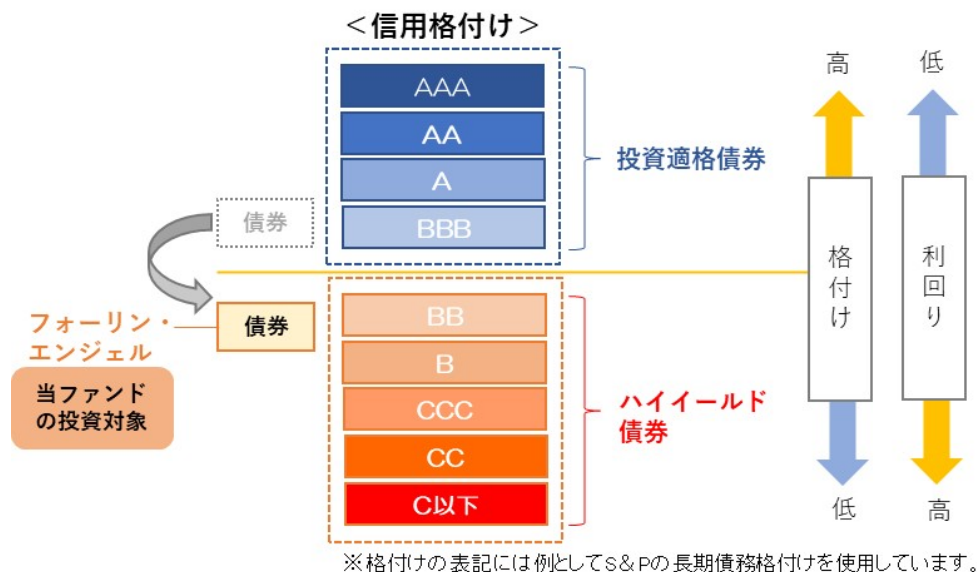 ＜信用格付け＞
AAA
AA
A
BBB
投資適格債券
債券
債券
フォーリン・
エンジェル
当ファンド
の投資対象
BB
B
CCC
CC
C以下
ハイイールド
債券
高
格付け
低
低
利回り
高
※格付けの表記には例としてS＆Pの長期債務格付けを使用しています。